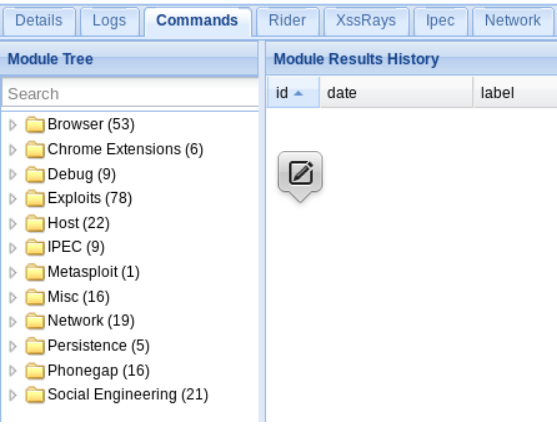 Details Logs Commands Rider XssRays Ipec Network
Module Tree
Search
Browser (53)
Chrome Extensions (6)
Debug (9)
Exploits (78)
Host (22)
IPEC (9)
Metasploit (1)
Misc (16)
Network (19)
Persistence (5)
Phonegap (16)
Social Engineering (21)
Module Results History
id date label